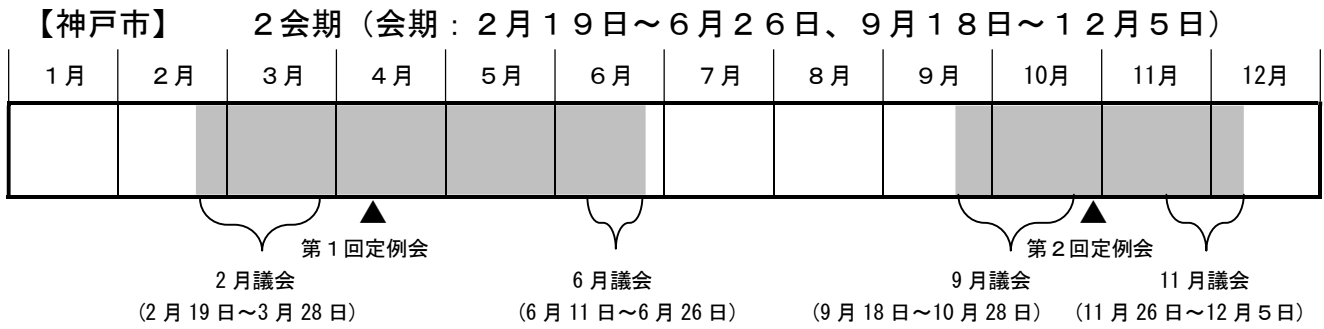 【神戸市】　２会期（会期：２月１９日～６月２６日、９月１８日～１２月５日）
1月 2月 3月 4月 5月 6月 7月 8月 9月 10月 11月 12月
▲ ▲
第１回定例会 第２回定例会
2月議会 6月議会 9月議会 11月議会
（2月19日～3月28日） （6月11日～6月26日） （9月18日～10月28日） （11月26日～12月5日）